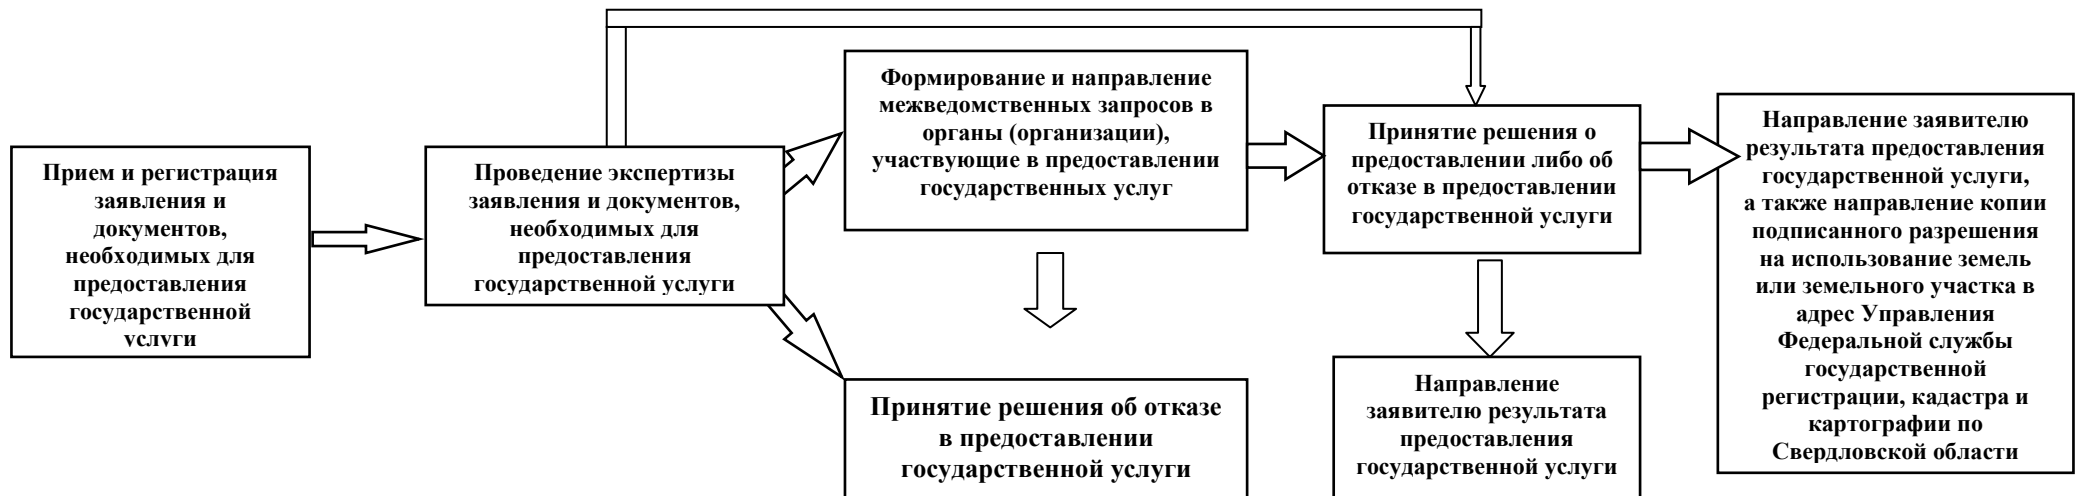 Прием и регистрация
заявления и
документов,
необходимых для
предоставления
государственной
услуги
Проведение экспертизы
заявления и документов,
необходимых для
предоставления
государственной услуги
Формирование и направление
межведомственных запросов в
органы (организации),
участвующие в предоставлении
государственных услуг
Принятие решения об отказе
в предоставлении
государственной услуги
Принятие решения о
предоставлении либо об
отказе в предоставлении
государственной услуги
Направление
заявителю результата
предоставления
государственной услуги
Направление заявителю
результата предоставления
государственной услуги,
а также направление копии
подписанного разрешения
на использование земель
или земельного участка в
адрес Управления
Федеральной службы
государственной
регистрации, кадастра и
картографии по
Свердловской области